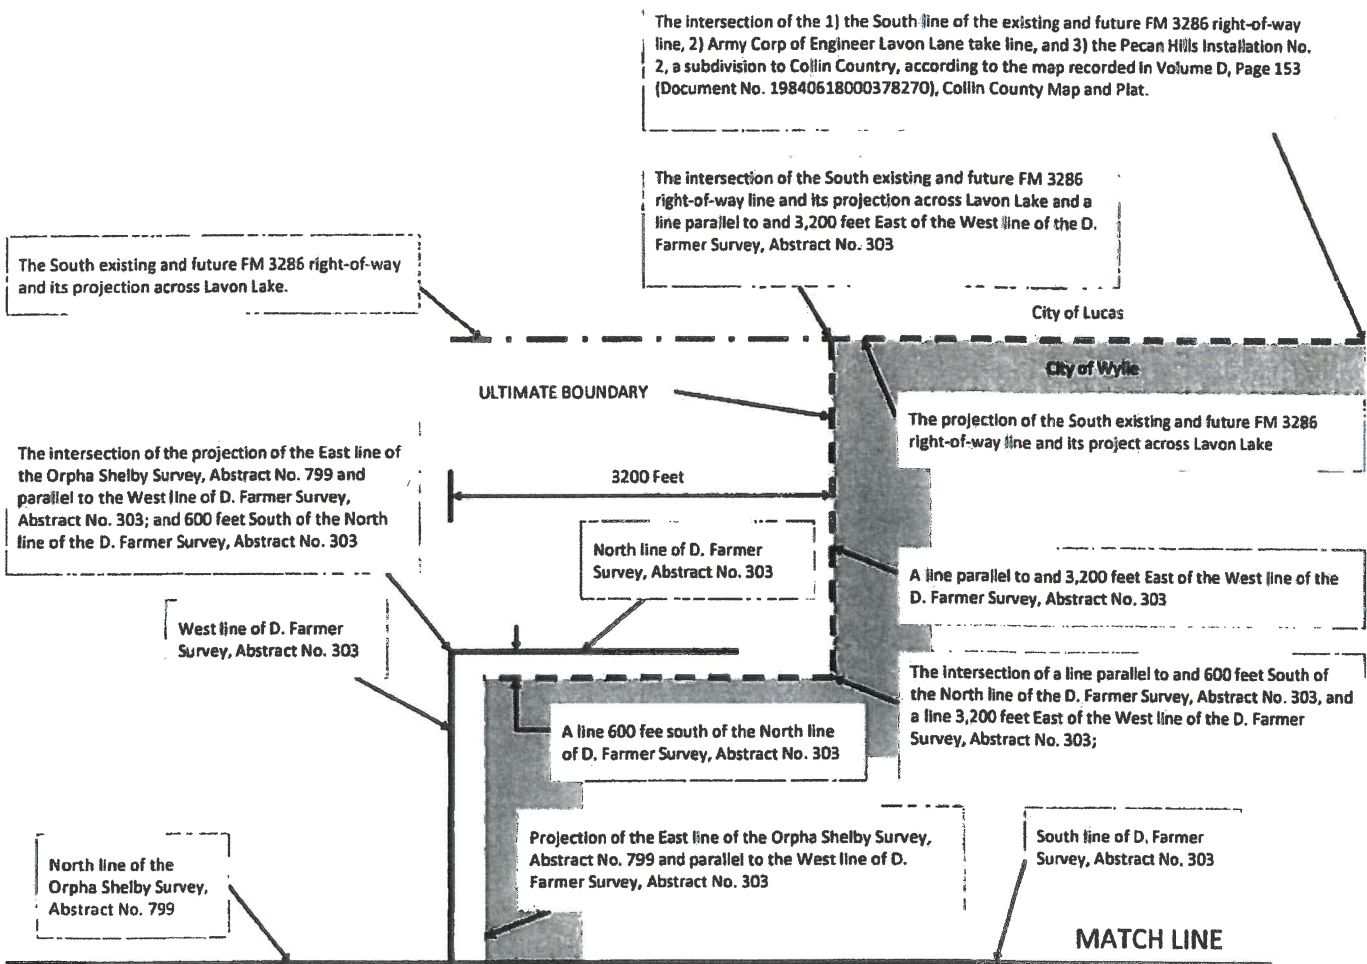 The intersection of the 1) the South line of the existing and future FM 3286 right-of-way
line, 2) Army Corp of Engineer Lavon Lane take line, and 3) the Pecan Hills Installation No.
2, a subdivision to Collin Country, according to the map recorded in Volume D, Page 153
(Document No. 19840618000378270), Collin County Map and Plat.
The intersection of the South existing and future FM 3286
right-of-way line and its projection across Lavon Lake and a
line parallel to and 3,200 feet East of the West line of the D.
Farmer Survey, Abstract No. 303
The South existing and future FM 3286 right-of-way
and its projection across Lavon Lake.
City of Lucas
City of Wylie
ULTIMATE BOUNDARY
The projection of the South existing and future FM 3286
right-of-way line and its project across Lavon Lake
The intersection of the projection of the East line of
the Orpha Shelby Survey, Abstract No. 799 and
parallel to the West line of D. Farmer Survey,
Abstract No. 303; and 600 feet South of the North
line of the D. Farmer Survey, Abstract No. 303
3200 Feet
North line of D. Farmer
Survey, Abstract No. 303
A line parallel to and 3,200 feet East of the West line of the
D. Farmer Survey, Abstract No. 303
West line of D. Farmer
Survey, Abstract No. 303
The intersection of a line parallel to and 600 feet South of
the North line of the D. Farmer Survey, Abstract No. 303, and
a line 3,200 feet East of the West line of the D. Farmer
Survey, Abstract No. 303;
A line 600 fee south of the North line
of D. Farmer Survey, Abstract No. 303
Projection of the East line of the Orpha Shelby Survey,
Abstract No. 799 and parallel to the West line of D.
Farmer Survey, Abstract No. 303
South line of D. Farmer
Survey, Abstract No. 303
North line of the
Orpha Shelby Survey,
Abstract No. 799
MATCH LINE